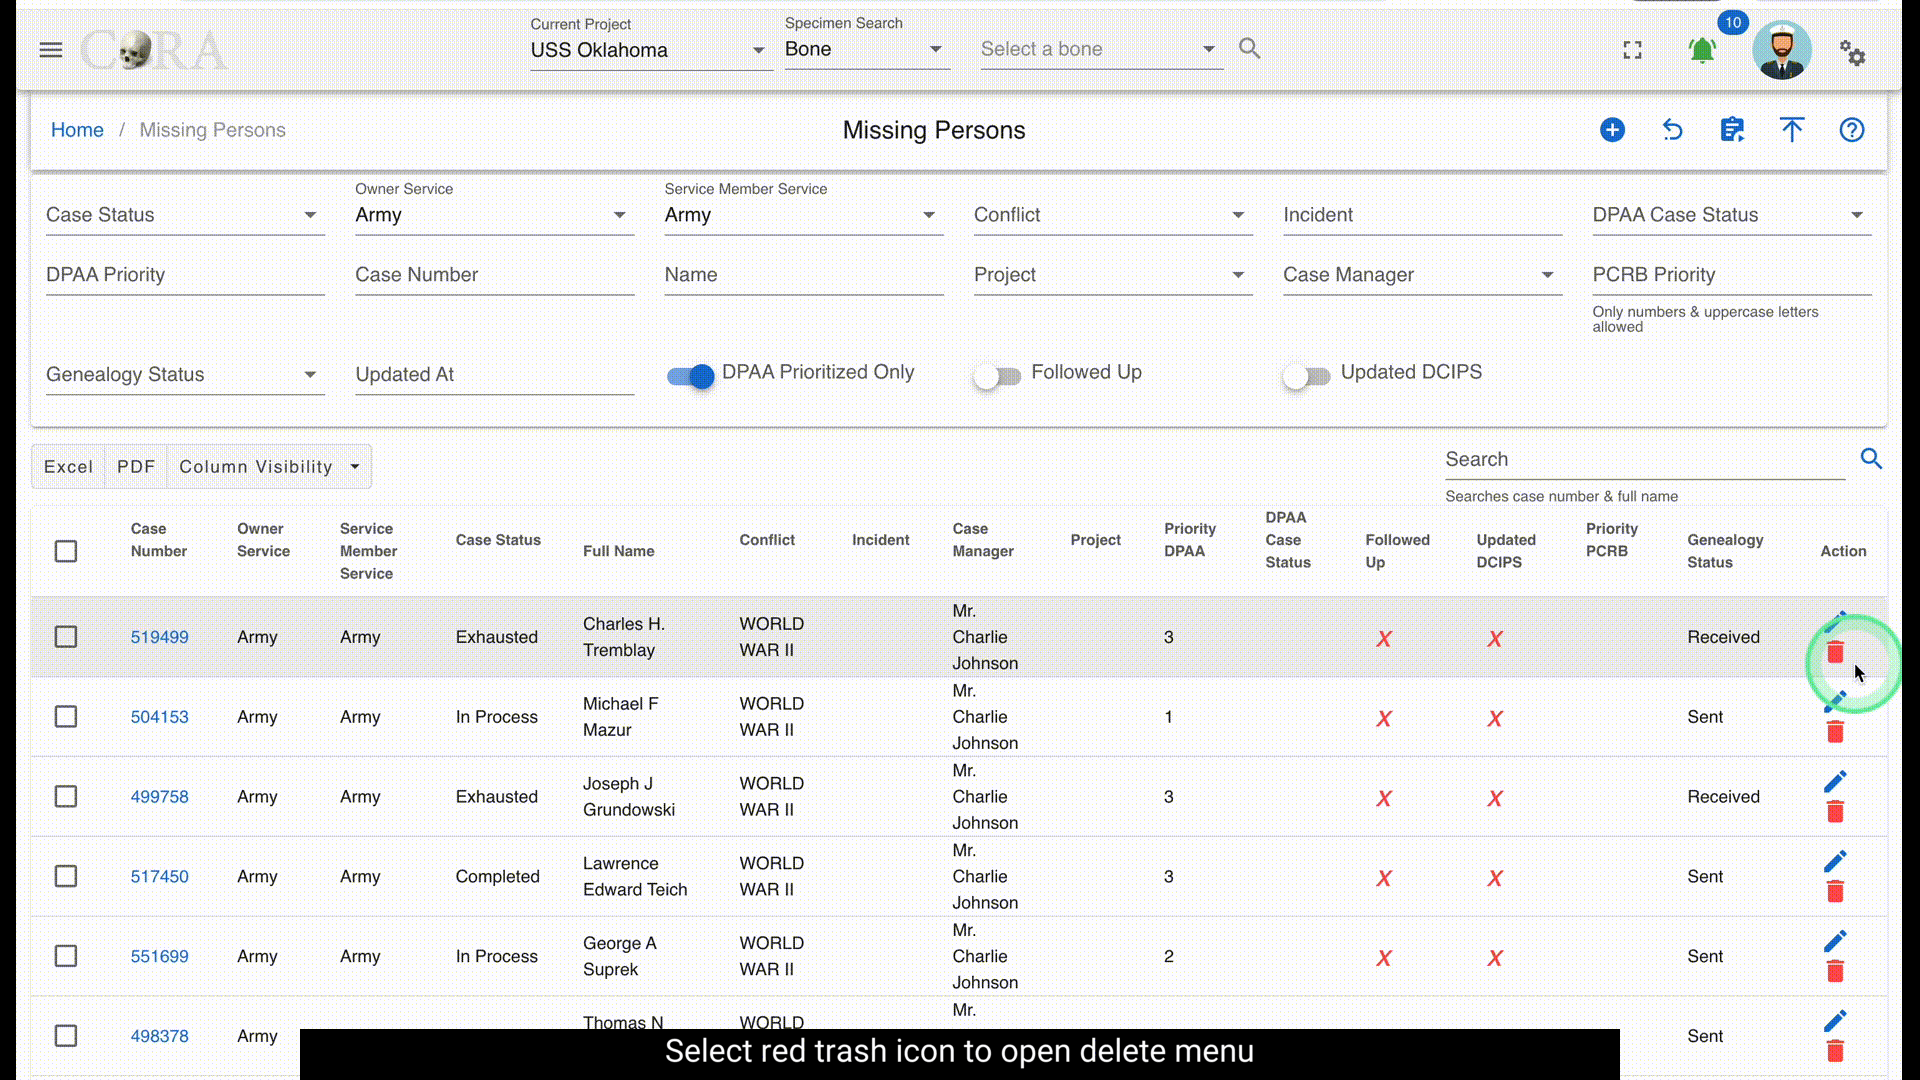 CORA
Current Project
USS Oklahoma
Specimen Search
Bone
Select a bone
10
Home / Missing Persons
Missing Persons
Case Status
Owner Service
Army
Service Member Service
Army
Conflict
Incident
DPAA Case Status
DPAA Priority
Case Number
Name
Project
Case Manager
PCRB Priority
Only numbers & uppercase letters
allowed
Genealogy Status
Updated At
DPAA Prioritized Only
Followed Up
Updated DCIPS
Excel PDF Column Visibility
Search
Searches case number & full name
Case
Number
Owner
Service
Service
Member
Service
Case Status
Full Name
Conflict
Incident
Case
Manager
Project
Priority
DPAA
DPAA
Case
Status
Followed
Up
Updated
DCIPS
Priority
PCRB
Genealogy
Status
Action
519499
Army
Army
Exhausted
Charles H.
Tremblay
WORLD
WAR II
Mr.
Charlie
Johnson
3
X
X
Received
504153
Army
Army
In Process
Michael F
Mazur
WORLD
WAR II
Mr.
Charlie
Johnson
1
X
X
Sent
499758
Army
Army
Exhausted
Joseph J
Grundowski
WORLD
WAR II
Mr.
Charlie
Johnson
3
X
X
Received
517450
Army
Army
Completed
Lawrence
Edward Teich
WORLD
WAR II
Mr.
Charlie
Johnson
3
X
X
Sent
551699
Army
Army
In Process
George A
Suprek
WORLD
WAR II
Mr.
Charlie
Johnson
2
X
X
Sent
498378
Army
Thomas N
WORLD
Mr.
Sent
Select red trash icon to open delete menu